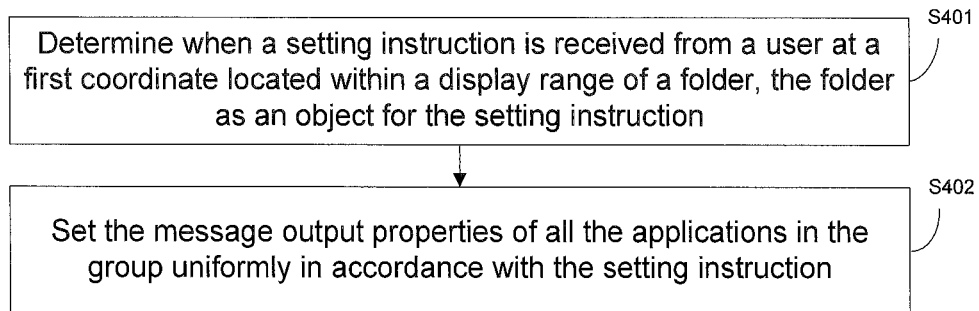 S401
Determine when a setting instruction is received from a user at a
first coordinate located within a display range of a folder, the folder
as an object for the setting instruction
S402
Set the message output properties of all the applications in the
group uniformly in accordance with the setting instruction